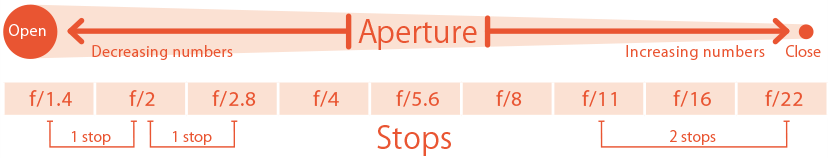 Open
Aperture
Decreasing numbers
Increasing numbers
Close
f/1.4 f/2 f/2.8 f/4 f/5.6 f/8 f/11 f/16 f/22
1 stop 1 stop Stops 2 stops